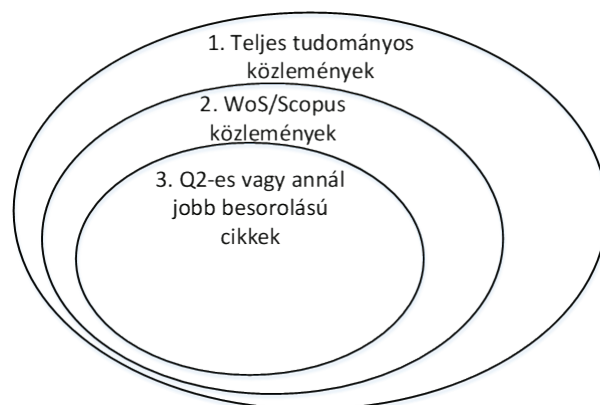 1. Teljes tudományos
közlemények
2. WoS/Scopus
közlemények
3. Q2-es vagy annál
jobb besorolású
cikkek